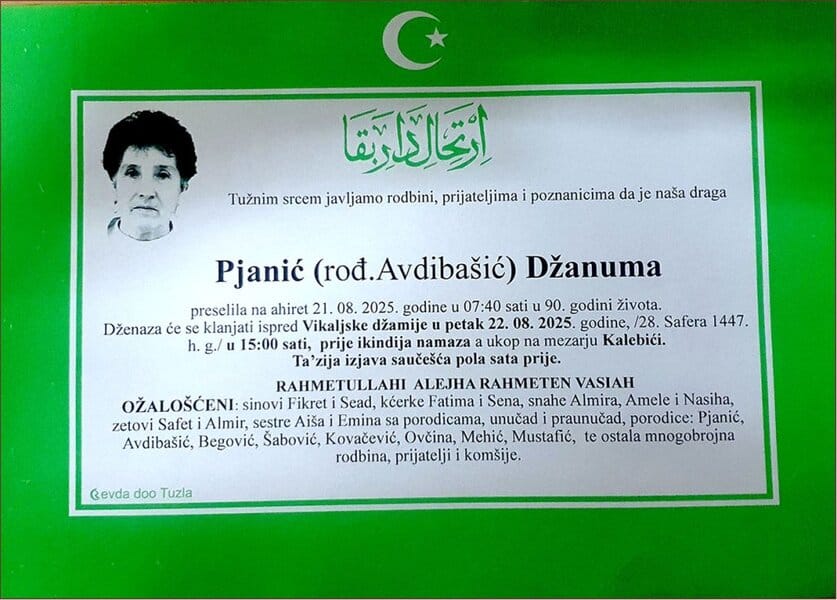 اِرْتِحَالِ دَارِبَقَا
Tužnim srcem javljamo rodbini, prijateljima i poznanicima da je naša draga
Pjanić (rođ.Avdibašić) Džanuma
preselila na ahiret 21. 08. 2025. godine u 07:40 sati u 90. godini života.
Dženaza će se klanjati ispred Vikaljske džamije u petak 22. 08. 2025. godine, /28. Safera 1447.
h. g./ u 15:00 sati, prije ikindija namaza a ukop na mezarju Kalebići.
Ta’zija izjava saučešća pola sata prije.
RAHMETULLAHI ALEJHA RAHMETEN VASIAH
OŽALOŠĆENI: sinovi Fikret i Sead, kćerke Fatima i Sena, snahe Almira, Amele i Nasiha,
zetovi Safet i Almir, sestre Aiša i Emina sa porodicama, unučad i praunučad, porodice: Pjanić,
Avdibašić, Begović, Šabović, Kovačević, Ovčina, Mehić, Mustafić, te ostala mnogobrojna
rodbina, prijatelji i komšije.
Cevda doo Tuzla